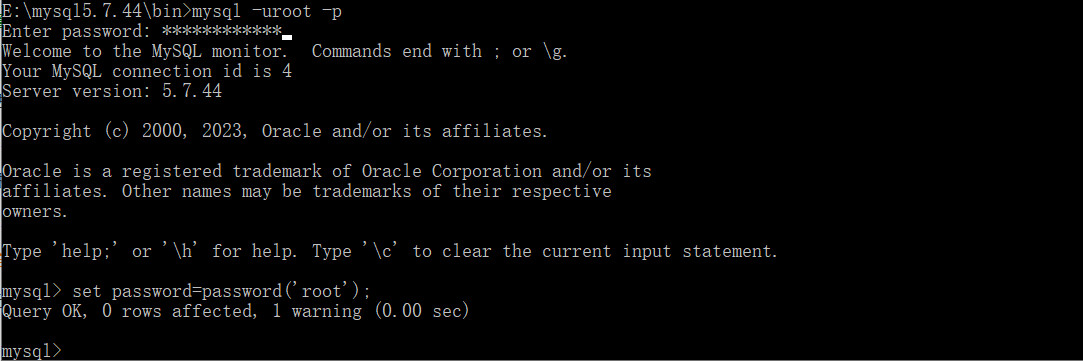 E:\mysql5.7.44\bin>mysql -uroot -p
Enter password: ************
Welcome to the MySQL monitor.  Commands end with ; or \g.
Your MySQL connection id is 4
Server version: 5.7.44
Copyright (c) 2000, 2023, Oracle and/or its affiliates.
Oracle is a registered trademark of Oracle Corporation and/or its
affiliates. Other names may be trademarks of their respective
owners.
Type 'help;' or '\h' for help. Type '\c' to clear the current input statement.
mysql> set password=password('root');
Query OK, 0 rows affected, 1 warning (0.00 sec)
mysql>